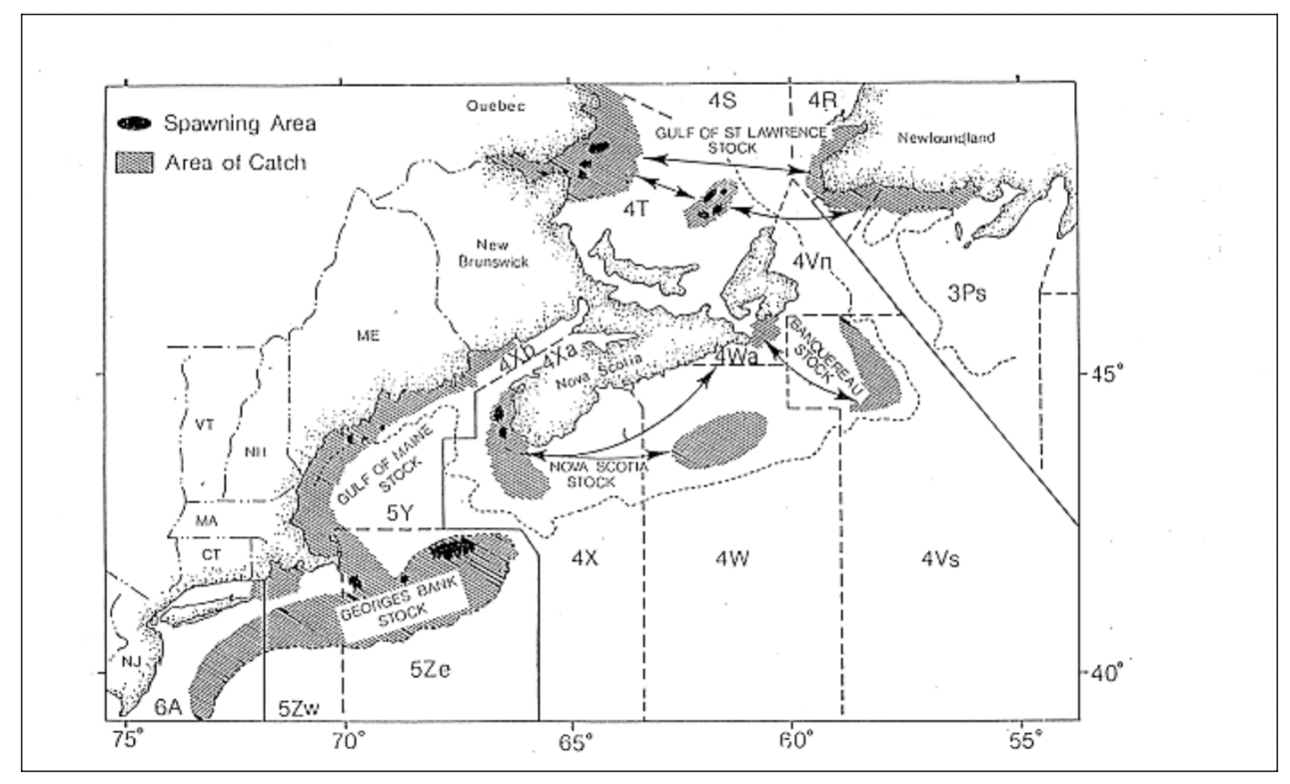 Quebec
4S
4R
Spawning Area
GULF OF ST LAWRENCE
STOCK
Newfoundland
Area of Catch
4T
New
Brunswick
4Vn
3Ps
ME
BANQUEREAU
STOCK
4Xb
4Xa
4Wa
45°
Nova Scotia
VT
NH
GULF OF MAINE
STOCK
NOVA SCOTIA
STOCK
5Y
MA
CT
4X
4W
4Vs
GEORGES BANK
STOCK
NJ
5Ze
40°
6A
5Zw
75°
70°
65°
60°
55°